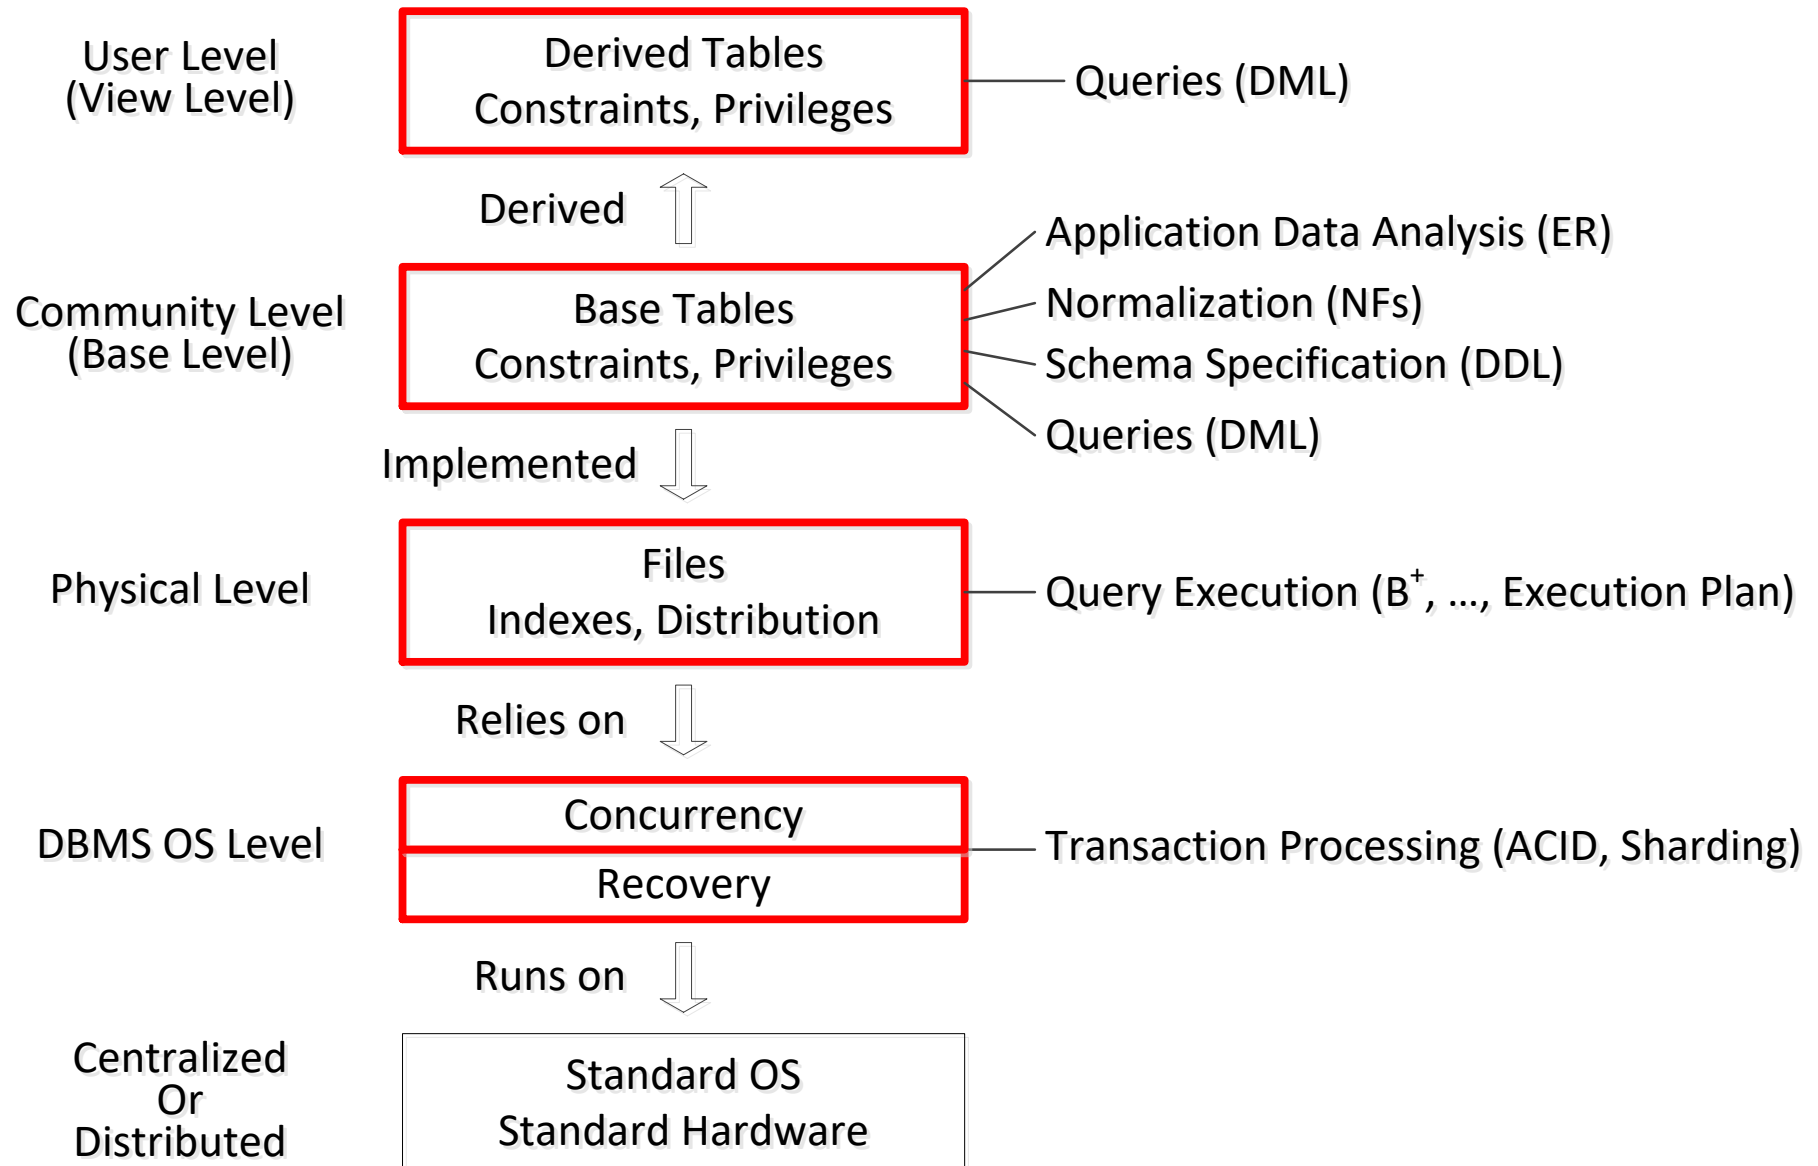 User Level
(View Level)
Derived Tables
Constraints, Privileges
Queries (DML)
Derived
Application Data Analysis (ER)
Community Level
(Base Level)
Base Tables
Constraints, Privileges
Normalization (NFs)
Schema Specification (DDL)
Queries (DML)
Implemented
Physical Level
Files
Indexes, Distribution
Query Execution (B⁺, ..., Execution Plan)
Relies on
DBMS OS Level
Concurrency
Recovery
Transaction Processing (ACID, Sharding)
Runs on
Centralized
Or
Distributed
Standard OS
Standard Hardware